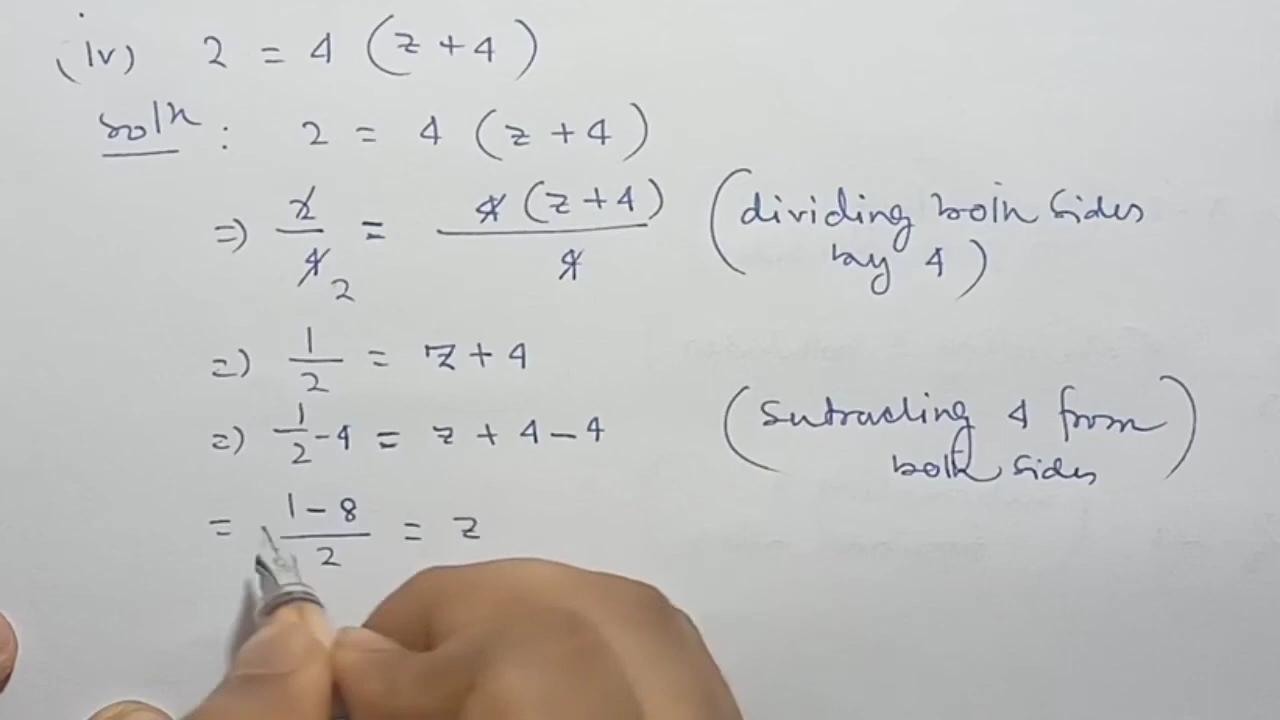 (iv) 2 = 4 (z+4)
soln : 2 = 4 (z+4)
=) 2/4 2 = 4(z+4)/4 (dividing both sides
by 4)
=) 1/2 = z+4
=) 1/2 -4 = z + 4 - 4 (Sutracting 4 from
both sides)
= 1-8/2 = z